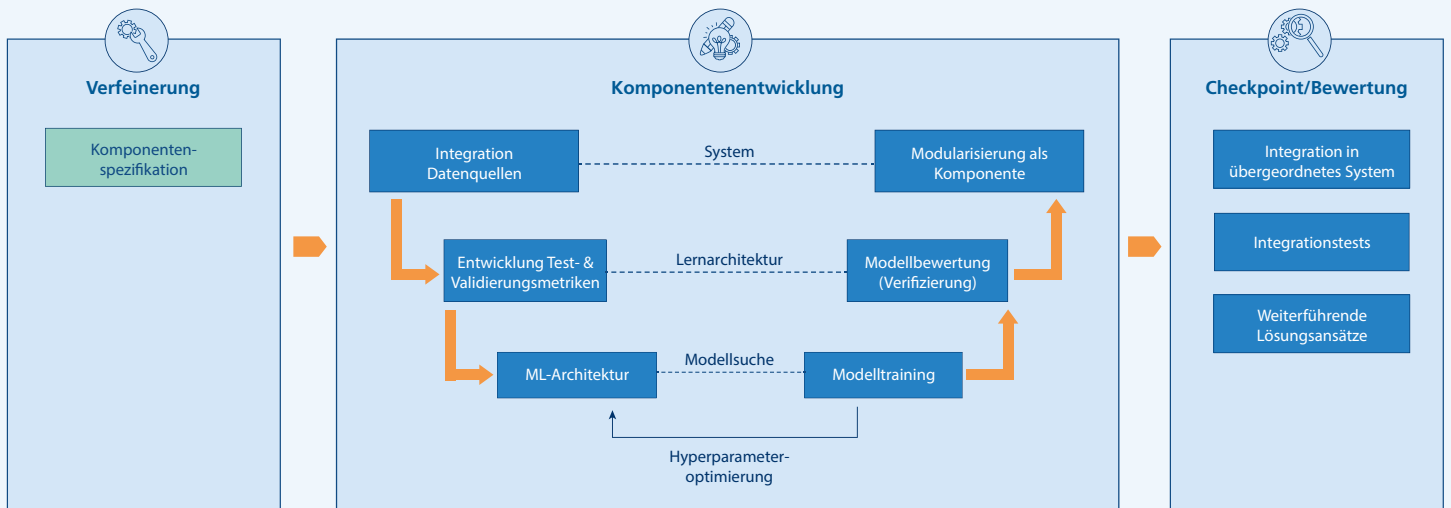 Verfeinerung
Komponenten-
spezifikation
Komponentenentwicklung
Integration
Datenquellen
System
Modularisierung als
Komponente
Entwicklung Test- &
Validierungsmetriken
Lernarchitektur
Modellbewertung
(Verifizierung)
ML-Architektur
Modellsuche
Modelltraining
Hyperparameter-
optimierung
Checkpoint/Bewertung
Integration in
übergeordnetes System
Integrationstests
Weiterführende
Lösungsansätze